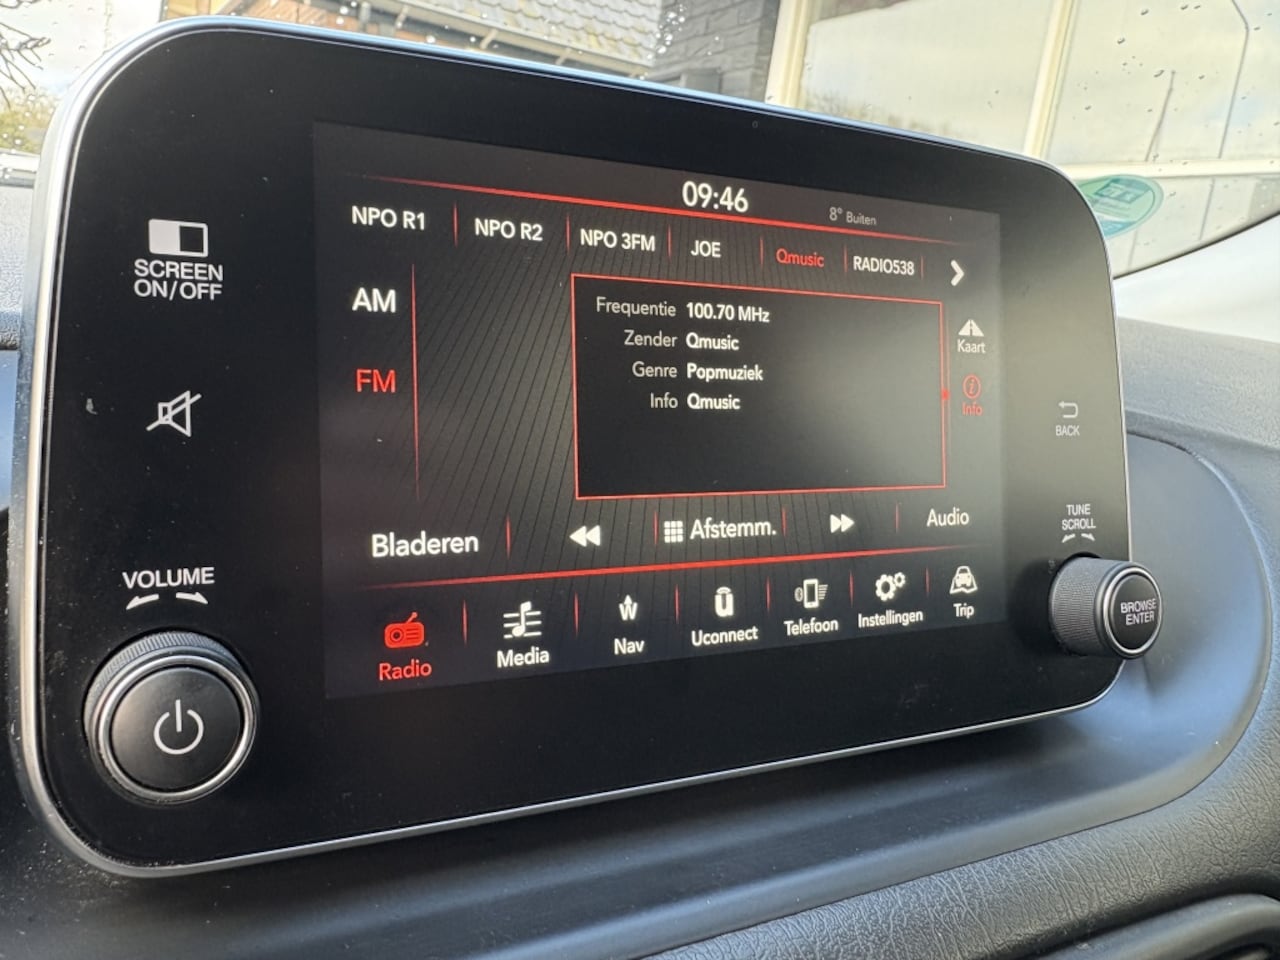 09:46
8° Buiten
NPO R1 NPO R2 NPO 3FM JOE Qmusic RADIO538
SCREEN
ON/OFF
AM
FM
Frequentie 100.70 MHz
Zender Qmusic
Genre Popmuziek
Info Qmusic
Kaart
Info
BACK
TUNE
SCROLL
Bladeren Afstemm. Audio
VOLUME
Radio Media Nav Uconnect Telefoon Instellingen Trip
BROWSE
ENTER